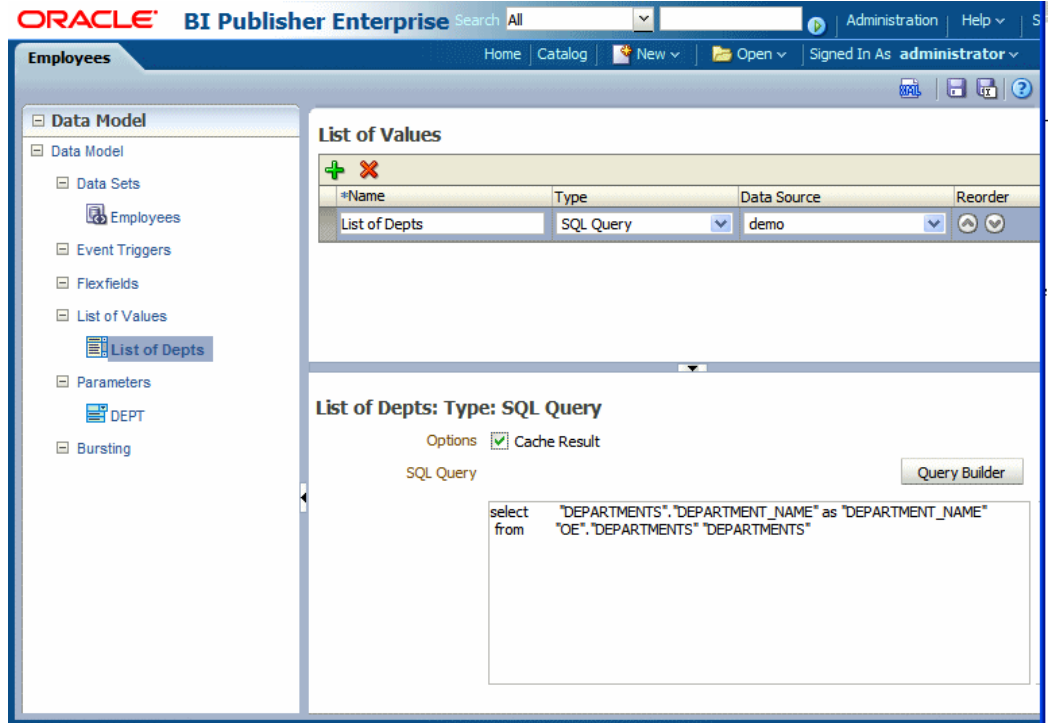 ORACLE BI Publisher Enterprise Search All Administration Help S
Employees Home Catalog New Open Signed In As administrator
XML
Data Model
Data Model
Data Sets
Employees
Event Triggers
Flexfields
List of Values
List of Depts
Parameters
DEPT
Bursting
List of Values
*Name Type Data Source Reorder
List of Depts SQL Query demo
List of Depts: Type: SQL Query
Options Cache Result
SQL Query Query Builder
select "DEPARTMENTS"."DEPARTMENT_NAME" as "DEPARTMENT_NAME"
from "OE"."DEPARTMENTS" "DEPARTMENTS"